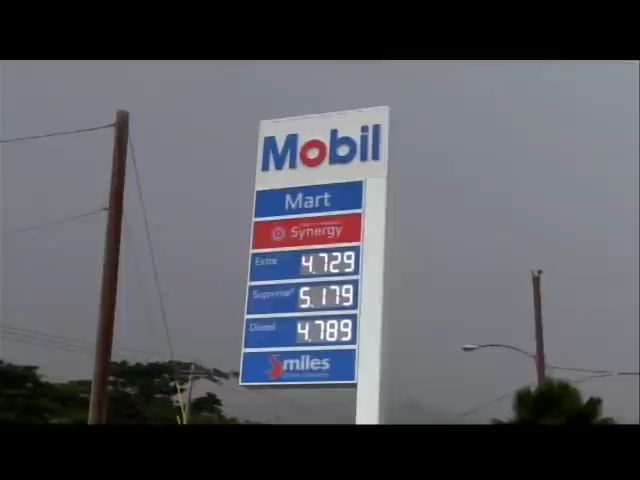 Mobil
Mart
Synergy
Extra 4.729
Supreme+ 5.179
Diesel 4.789
smiles